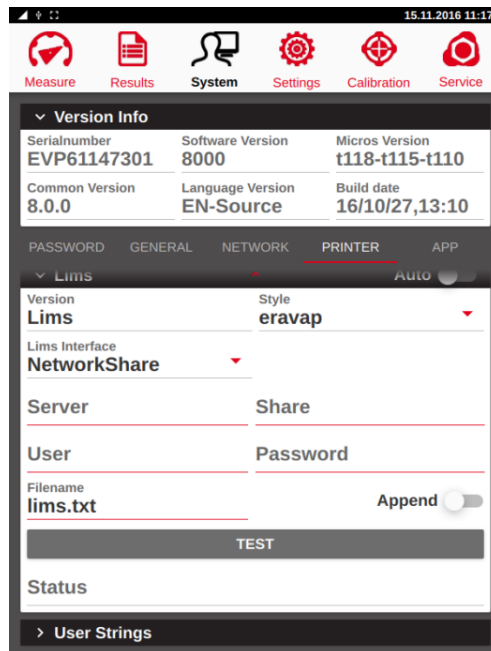 15.11.2016 11:17
Measure Results System Settings Calibration Service
Version Info
Serialnumber Software Version Micros Version
EVP61147301 8000 t118-t115-t110
Common Version Language Version Build date
8.0.0 EN-Source 16/10/27,13:10
PASSWORD GENERAL NETWORK PRINTER APP
Lims Auto
Version Style
Lims eravap
Lims Interface
NetworkShare
Server Share
User Password
Filename
lims.txt Append
TEST
Status
User Strings